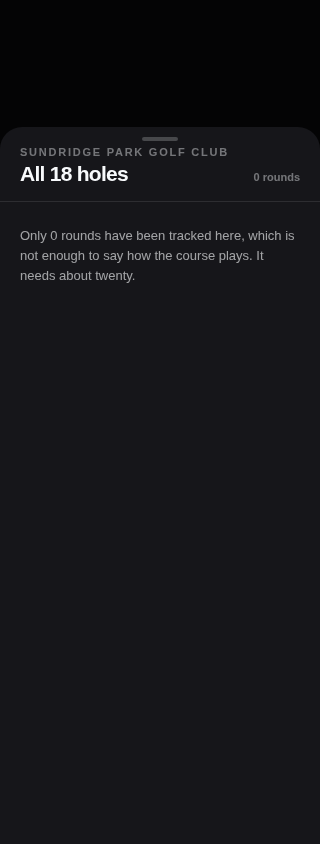 SUNDRIDGE PARK GOLF CLUB
All 18 holes
0 rounds
Only 0 rounds have been tracked here, which is
not enough to say how the course plays. It
needs about twenty.